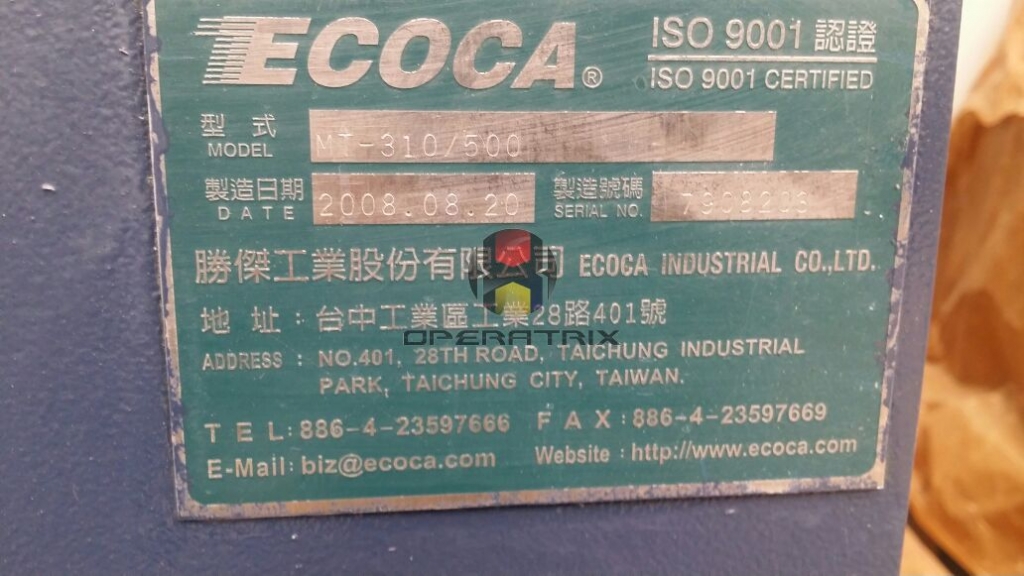 ECOCA®
ISO 9001 認證
ISO 9001 CERTIFIED
型式
MODEL
MT-310/500
製造日期
DATE
2008.08.20
製造號碼
SERIAL NO.
勝傑工業股份有限公司 ECOCA INDUSTRIAL CO.,LTD.
地址：台中工業區工業28路401號
OPERATRIX
ADDRESS : NO.401, 28TH ROAD, TAICHUNG INDUSTRIAL
PARK, TAICHUNG CITY, TAIWAN.
TEL:886-4-23597666 FAX:886-4-23597669
E-Mail:biz@ecoca.com Website : http://www.ecoca.com